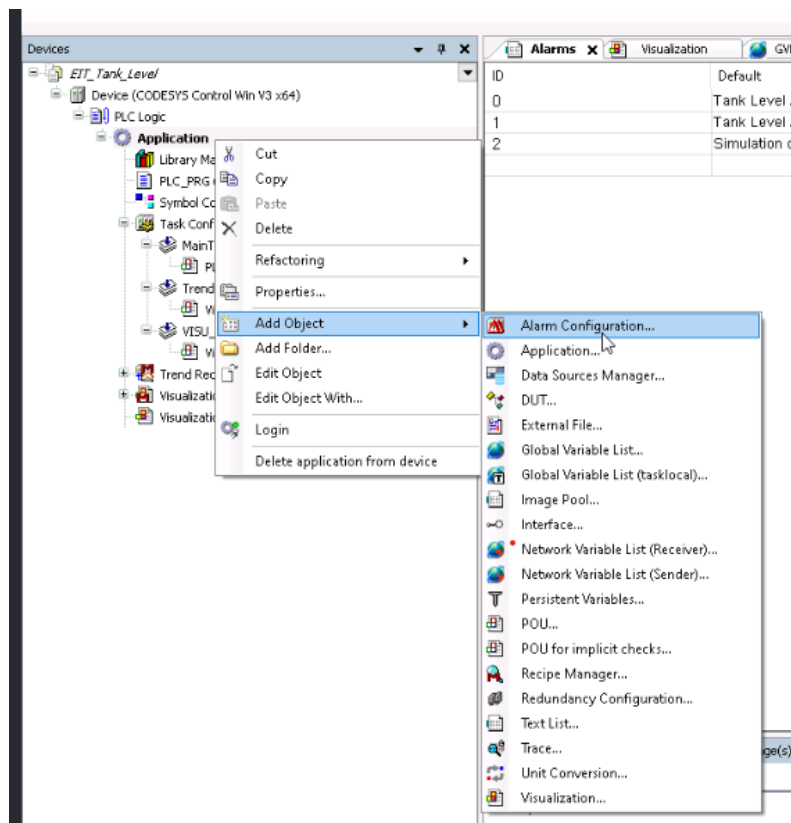 Devices
EIT_Tank_Level
Device (CODESYS Control Win V3 x64)
PLC Logic
Application
Library Ma
PLC_PRG
Symbol Co
Task Conf
MainT
Trend
VISU_
Trend Rec
Visualizatio
Visualizatio
Cut
Copy
Paste
Delete
Refactoring
Properties...
Add Object
Add Folder...
Edit Object
Edit Object With...
Login
Delete application from device
Alarm Configuration...
Application...
Data Sources Manager...
DUT...
External File...
Global Variable List...
Global Variable List (tasklocal)...
Image Pool...
Interface...
Network Variable List (Receiver)...
Network Variable List (Sender)...
Persistent Variables...
POU...
POU for implicit checks...
Recipe Manager...
Redundancy Configuration...
Text List...
Trace...
Unit Conversion...
Visualization...
Alarms Visualization GV
ID Default
0 Tank Level
1 Tank Level
2 Simulation
ge(s)